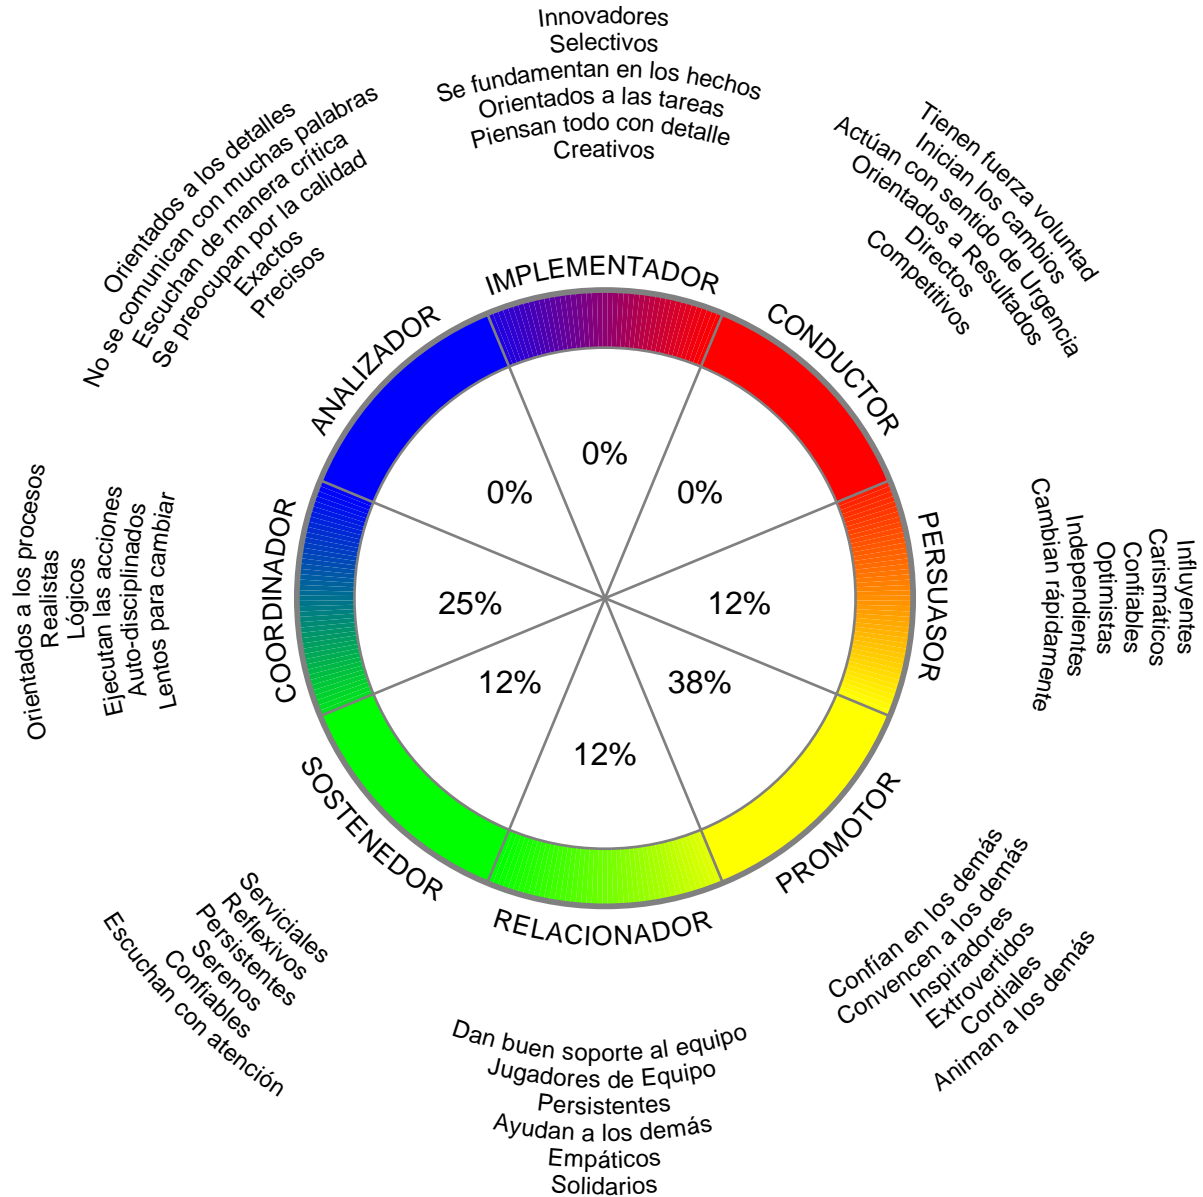 Innovadores
Selectivos
Se fundamentan en los hechos
Orientados a las tareas
Piensan todo con detalle
Creativos
Orientados a los detalles
No se comunican con muchas palabras
Escuchan de manera crítica
Se preocupan por la calidad
Exactos
Precisos
Tienen fuerza voluntad
Inician los cambios
Actúan con sentido de Urgencia
Orientados a Resultados
Directos
Competitivos
IMPLEMENTADOR
ANALIZADOR
CONDUCTOR
0%
0%
0%
Orientados a los procesos
Realistas
Lógicos
Ejecutan las acciones
Auto-disciplinados
Lentos para cambiar
COORDINADOR
25%
12%
PERSUASOR
Influyentes
Carismáticos
Confiables
Optimistas
Independientes
Cambian rápidamente
12%
38%
12%
SOSTENEDOR
RELACIONADOR
PROMOTOR
Serviciales
Reflexivos
Persistentes
Serenos
Confiables
Escuchan con atención
Confían en los demás
Convencen a los demás
Inspiradores
Extrovertidos
Cordiales
Animan a los demás
Dan buen soporte al equipo
Jugadores de Equipo
Persistentes
Ayudan a los demás
Empáticos
Solidarios